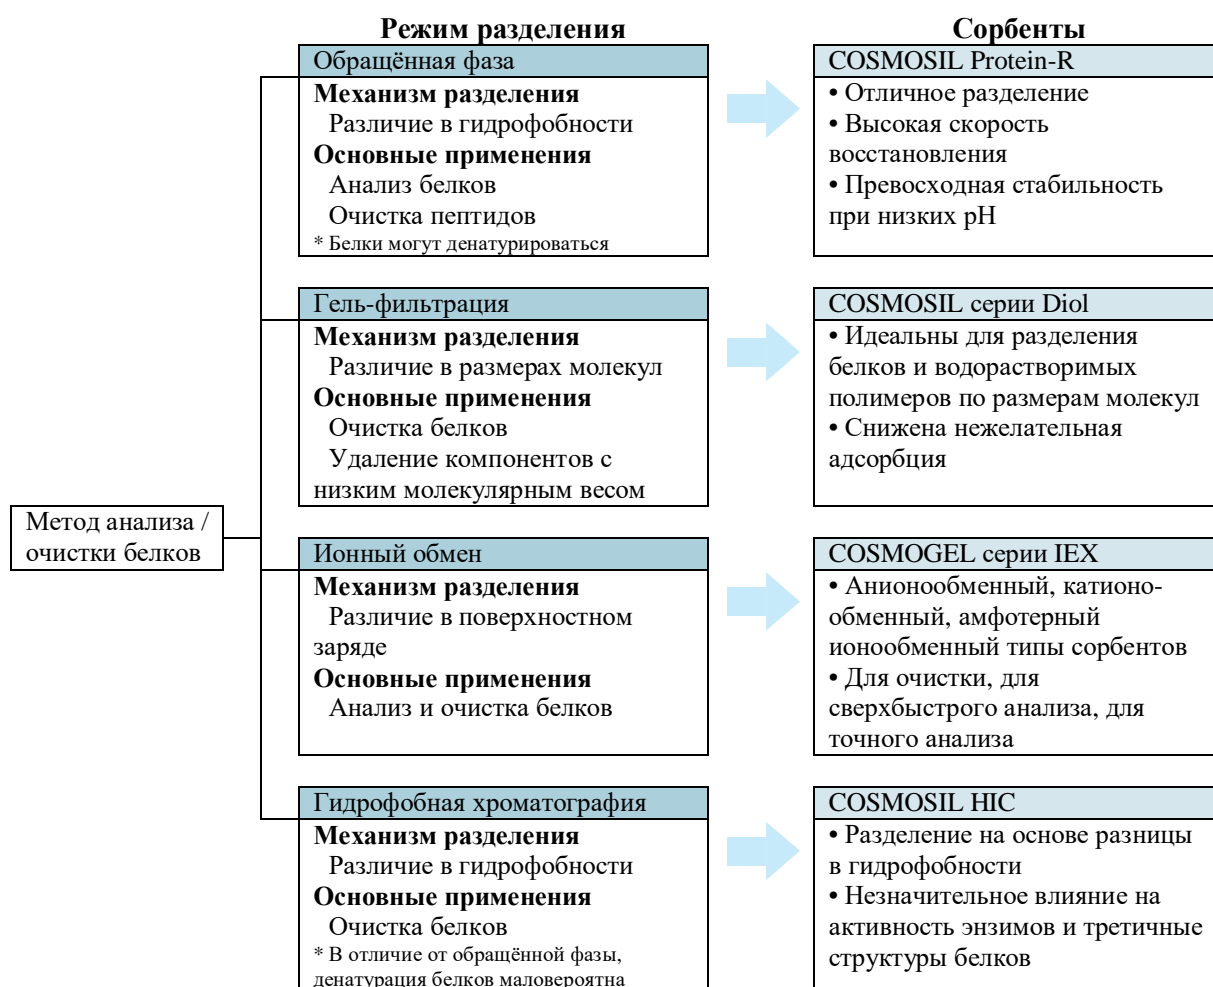 Режим разделения
Сорбенты
Обращённая фаза
Механизм разделения
Различие в гидрофобности
Основные применения
Анализ белков
Очистка пептидов
* Белки могут денатурироваться
COSMOSIL Protein-R
• Отличное разделение
• Высокая скорость
восстановления
• Превосходная стабильность
при низких pH
Гель-фильтрация
Механизм разделения
Различие в размерах молекул
Основные применения
Очистка белков
Удаление компонентов с
низким молекулярным весом
COSMOSIL серии Diol
• Идеальны для разделения
белков и водорастворимых
полимеров по размерам молекул
• Снижена нежелательная
адсорбция
Метод анализа /
очистки белков
Ионный обмен
Механизм разделения
Различие в поверхностном
заряде
Основные применения
Анализ и очистка белков
COSMOGEL серии IEX
• Анионообменный, катионо-
обменный, амфотерный
ионообменный типы сорбентов
• Для очистки, для
сверхбыстрого анализа, для
точного анализа
Гидрофобная хроматография
Механизм разделения
Различие в гидрофобности
Основные применения
Очистка белков
* В отличие от обращённой фазы,
денатурация белков маловероятна
COSMOSIL HIC
• Разделение на основе разницы
в гидрофобности
• Незначительное влияние на
активность энзимов и третичные
структуры белков